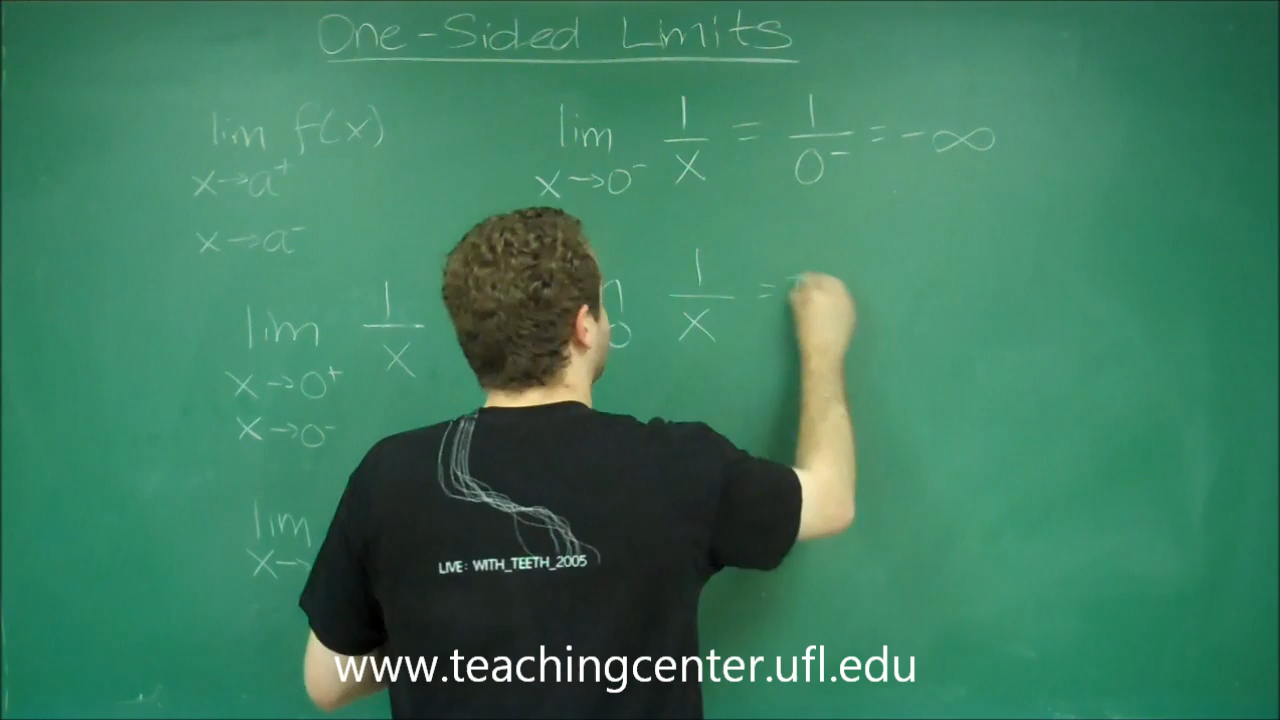 One-Sided Limits
lim f(x)
x→a⁺
x→a⁻
lim 1/x
x→0⁺
x→0⁻
lim
x→
lim 1/x = 1/0⁻ = -∞
x→0⁻
1/x =
0
LIVE: WITH_TEETH_2005
www.teachingcenter.ufl.edu